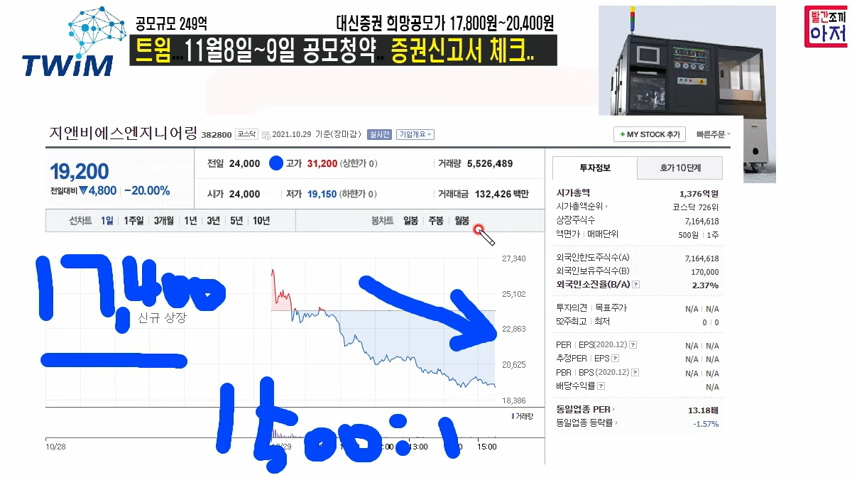 공모규모 249억
대신증권 희망공모가 17,800원~20,400원
빨간조끼
아저
TWiM
트윔... 11월8일~9일 공모청약.. 증권신고서 체크..
지앤비에스엔지니어링 382800 코스닥 2021.10.29 기준(장마감) 실시간 기업개요
+ MY STOCK 추가
빠른주문
19,200
전일대비 ▼4,800 −20.00%
전일 24,000 고가 31,200 (상한가 0) 거래량 5,526,489
시가 24,000 저가 19,150 (하한가 0) 거래대금 132,426 백만
선차트 1일 1주일 3개월 1년 3년 5년 10년
봉차트 일봉 주봉 월봉
27,340
25,102
22,863
20,625
18,386
17,400
신규 상장
1500:1
거래량
10/28
15:00
투자정보
호가 10단계
시가총액 1,376억원
시가총액순위 코스닥 726위
상장주식수 7,164,618
액면가 매매단위 500원 1주
외국인한도주식수(A) 7,164,618
외국인보유주식수(B) 170,000
외국인소진율(B/A) ? 2.37%
투자의견 목표주가 N/A N/A
52주최고 최저 0 0
PER EPS(2020.12) ? N/A N/A
추정PER EPS ? N/A N/A
PBR BPS (2020.12) ? N/A N/A
배당수익률 ? N/A
동일업종 PER 13.18배
동일업종 등락률 -1.57%